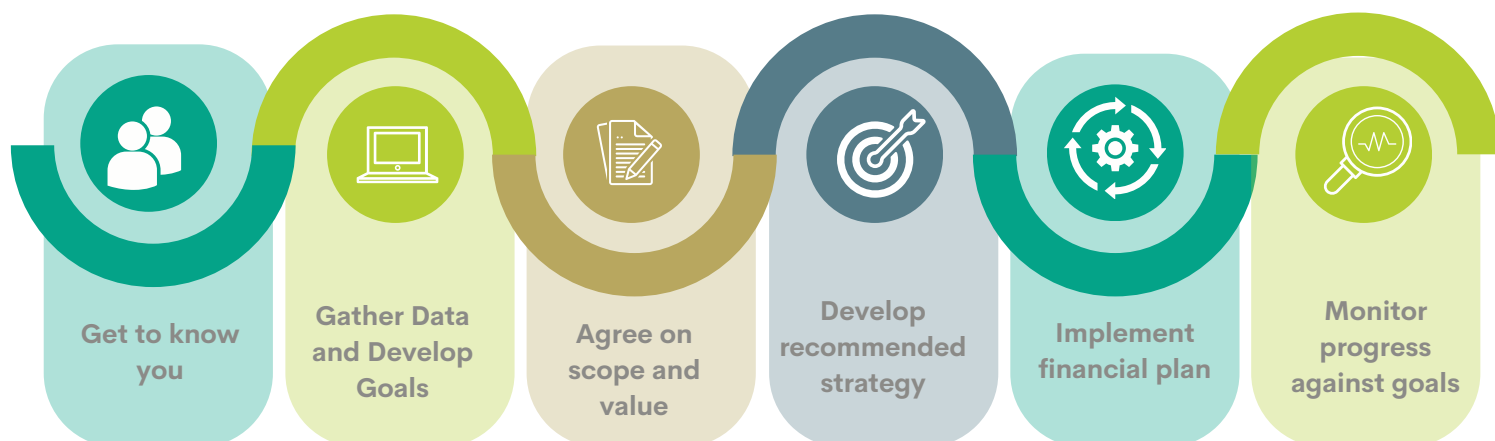 Get to know
you
Gather Data
and Develop
Goals
Agree on
scope and
value
Develop
recommended
strategy
Implement
financial plan
Monitor
progress
against goals